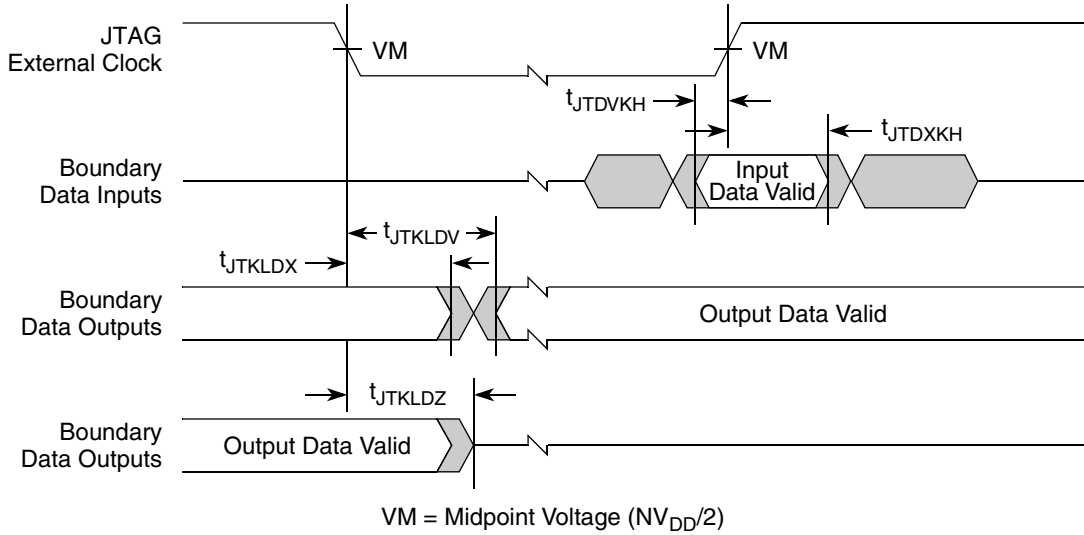 JTAG
External Clock
VM
VM
tJTDVKH
tJTDXKH
Boundary
Data Inputs
Input
Data Valid
tJTKLDV
tJTKLDX
Boundary
Data Outputs
Output Data Valid
tJTKLDZ
Boundary
Data Outputs
Output Data Valid
VM = Midpoint Voltage (NVDD/2)